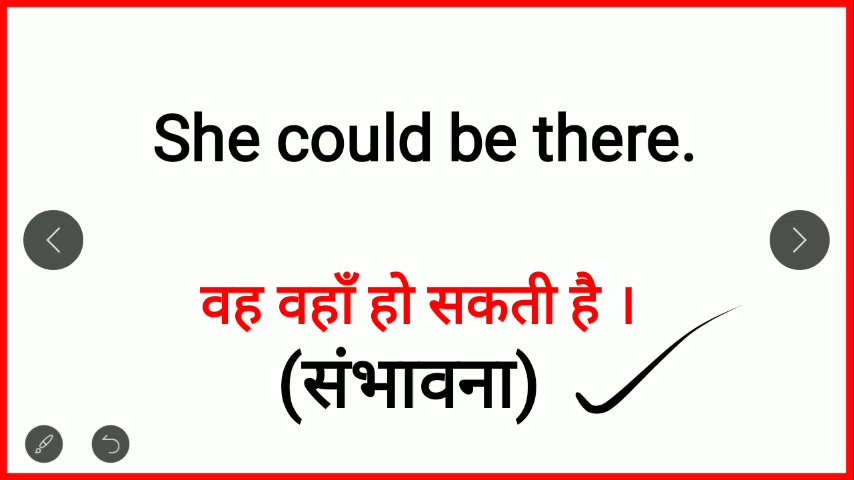 She could be there.
वह वहाँ हो सकती है ।
(संभावना)